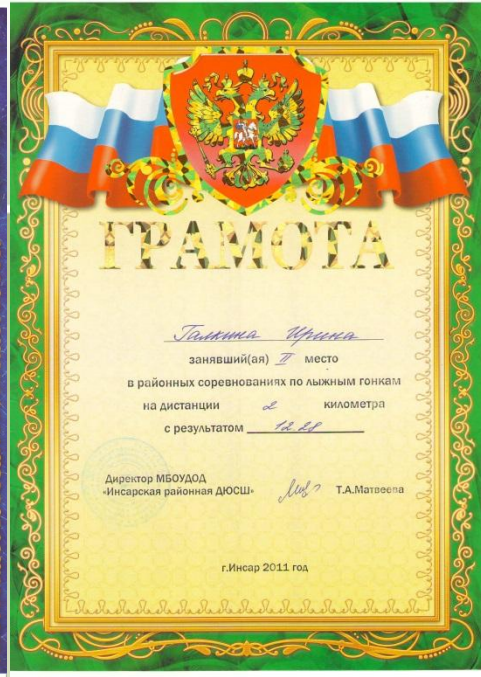 ГРАМОТА
Галкина Ирина
занявший(ая) II место
в районных соревнованиях по лыжным гонкам
на дистанции 2 километра
с результатом 12.28
Директор МБОУДОД
«Инсарская районная ДЮСШ» Т.А.Матвеева
г.Инсар 2011 год